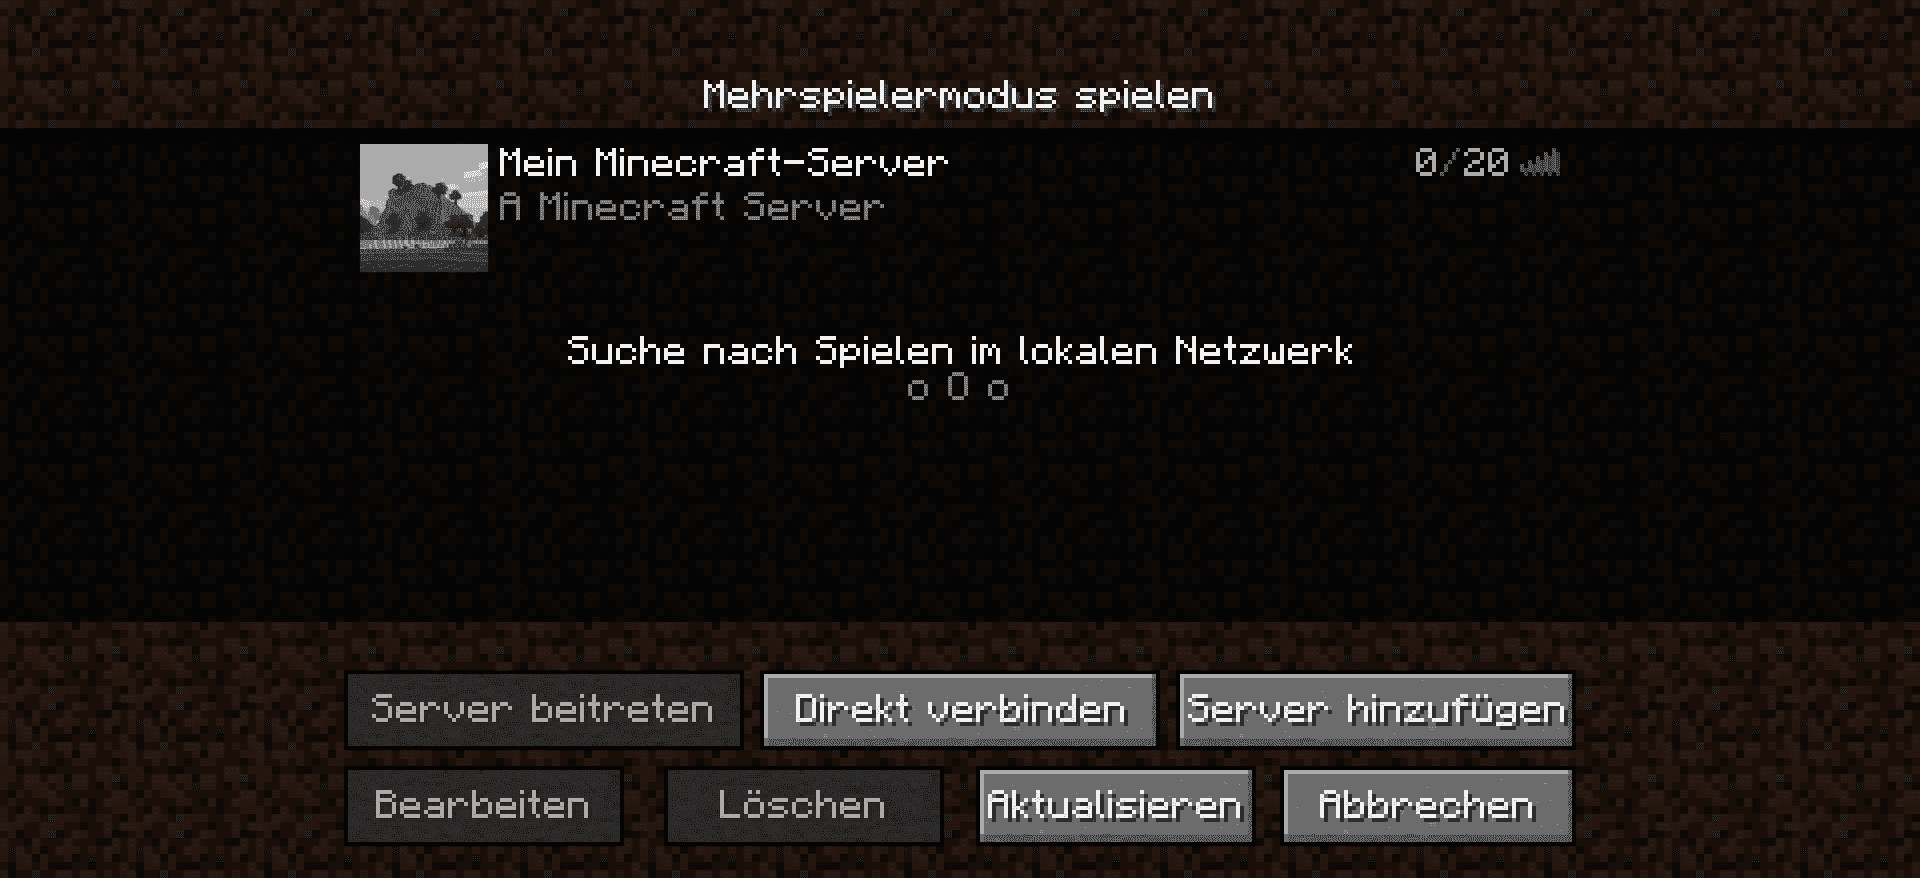 Mehrspielermodus spielen
Mein Minecraft-Server 0/20
A Minecraft Server
Suche nach Spielen im lokalen Netzwerk
o O o
Server beitreten Direkt verbinden Server hinzufügen
Bearbeiten Löschen Aktualisieren Abbrechen